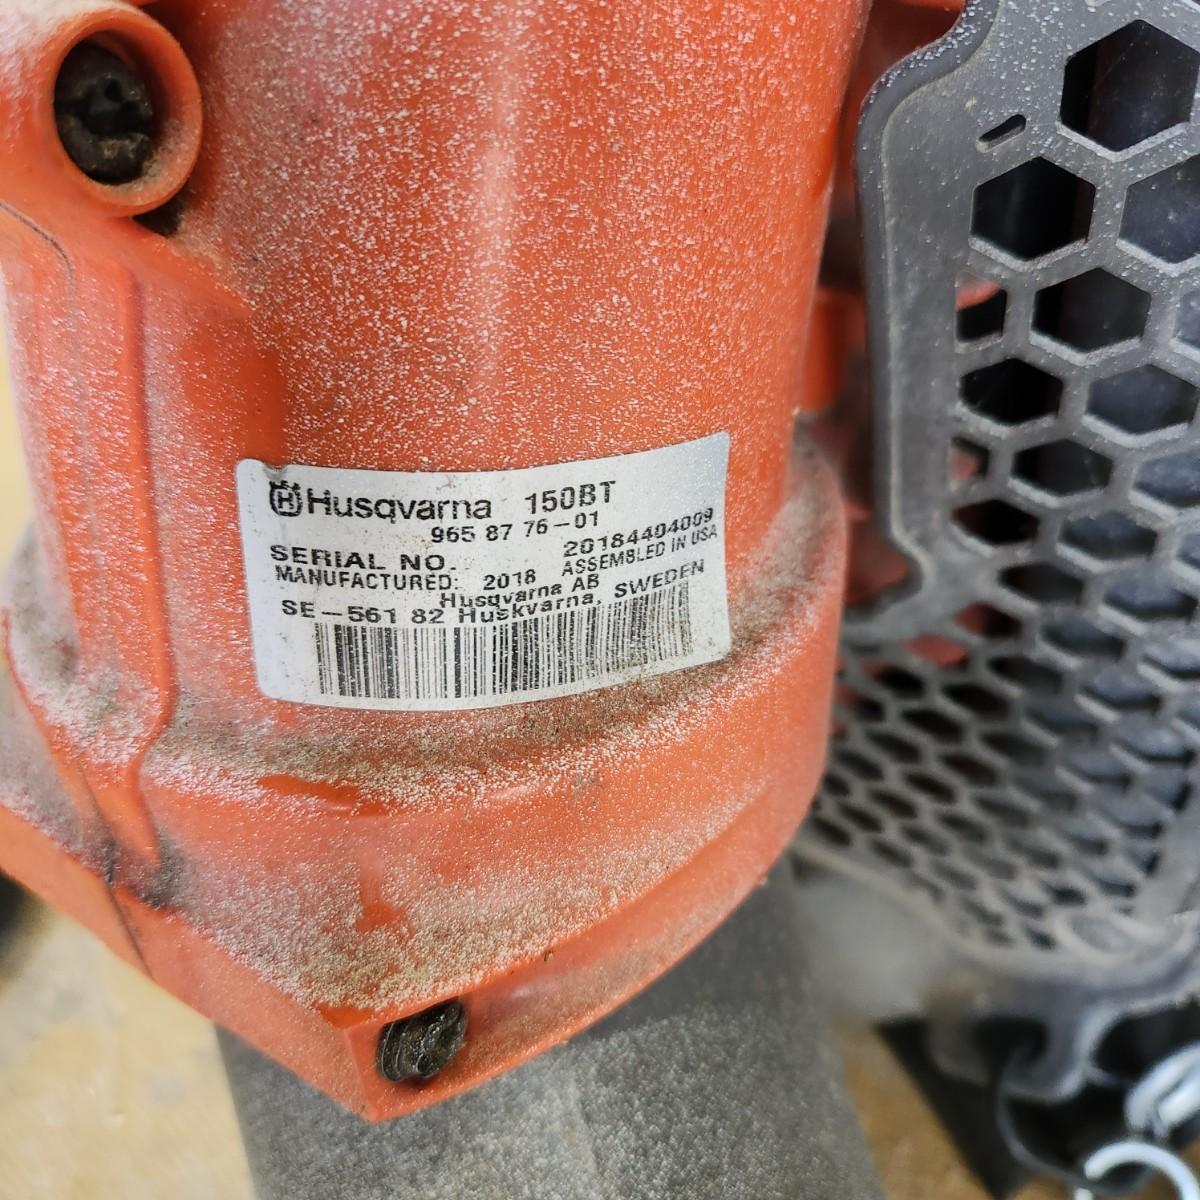 Husqvarna 150BT
965 87 76-01
SERIAL NO. 20184404009
MANUFACTURED: 2018 ASSEMBLED IN USA
Husqvarna AB
SE-561 82 Huskvarna, SWEDEN